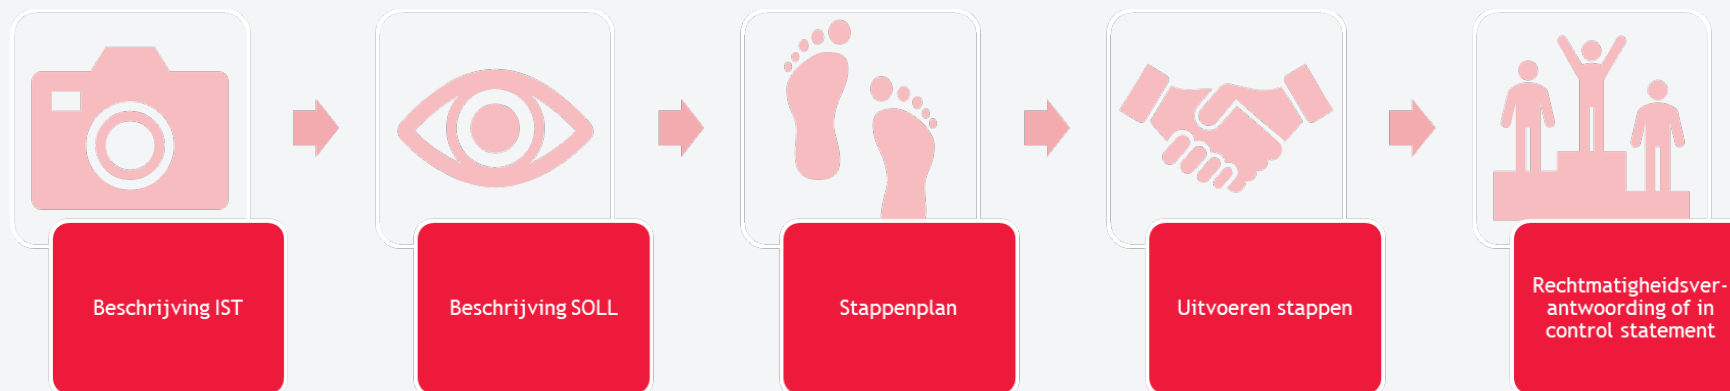 Beschrijving IST
Beschrijving SOLL
Stappenplan
Uitvoeren stappen
Rechtmatigheidsver-
antwoording of in
control statement